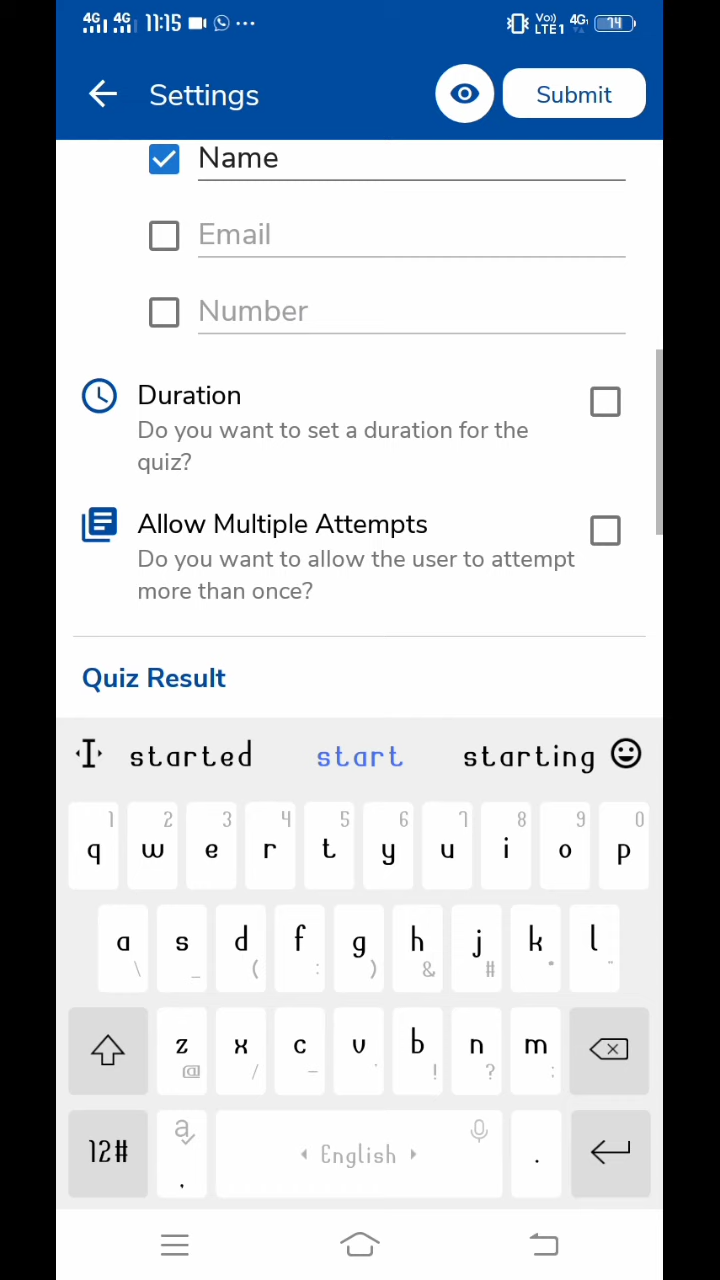 4G 4G 11:15 ... Vo)) LTE1 4G 74
Settings Submit
Name
Email
Number
Duration
Do you want to set a duration for the
quiz?
Allow Multiple Attempts
Do you want to allow the user to attempt
more than once?
Quiz Result
started start starting
1 2 3 4 5 6 7 8 9 0
q w e r t y u i o p
a s d f g h j k l
\ _ ( : ) & # * "
z x c v b n m
@ / - ' ! ? :
12# a , English .